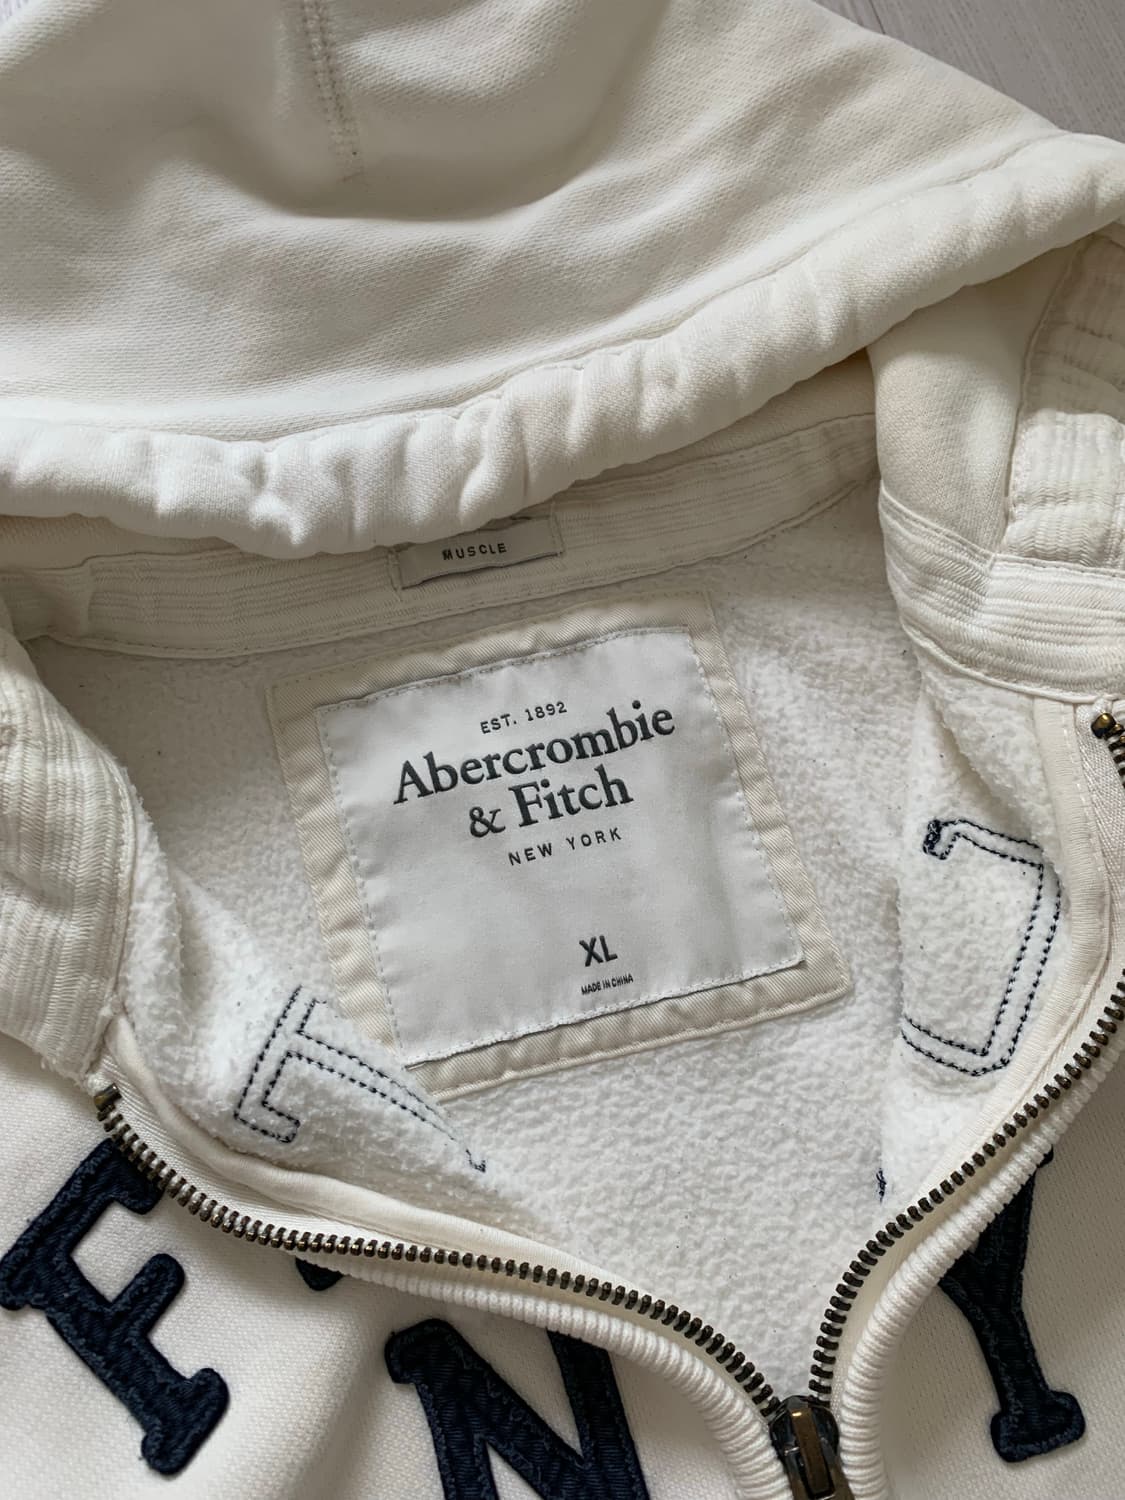 MUSCLE
EST. 1892
Abercrombie
& Fitch
NEW YORK
XL
MADE IN CHINA
F N Y